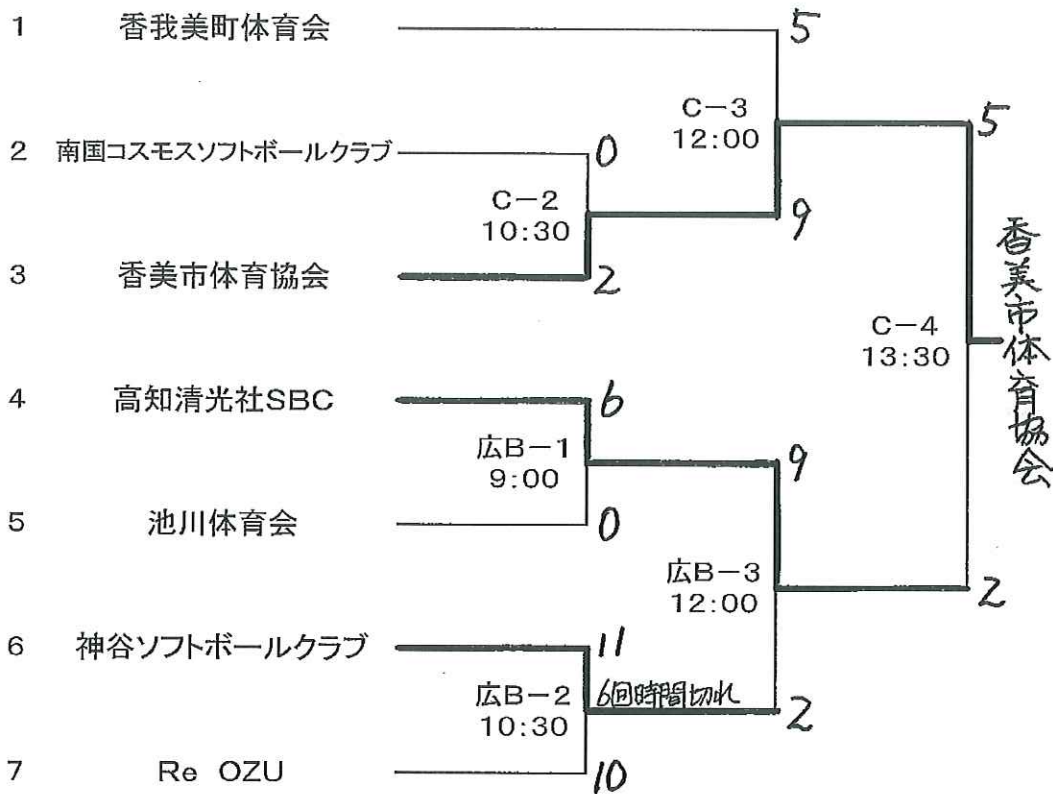 1 香我美町体育会
5
C-3
12:00
5
2 南国コスモスソフトボールクラブ
0
C-2
10:30
9
3 香美市体育協会
2
C-4
13:30
香美市体育協会
4 高知清光社SBC
6
広B-1
9:00
9
5 池川体育会
0
広B-3
12:00
2
6 神谷ソフトボールクラブ
11
広B-2
10:30
6回時間切れ
2
7 Re OZU
10